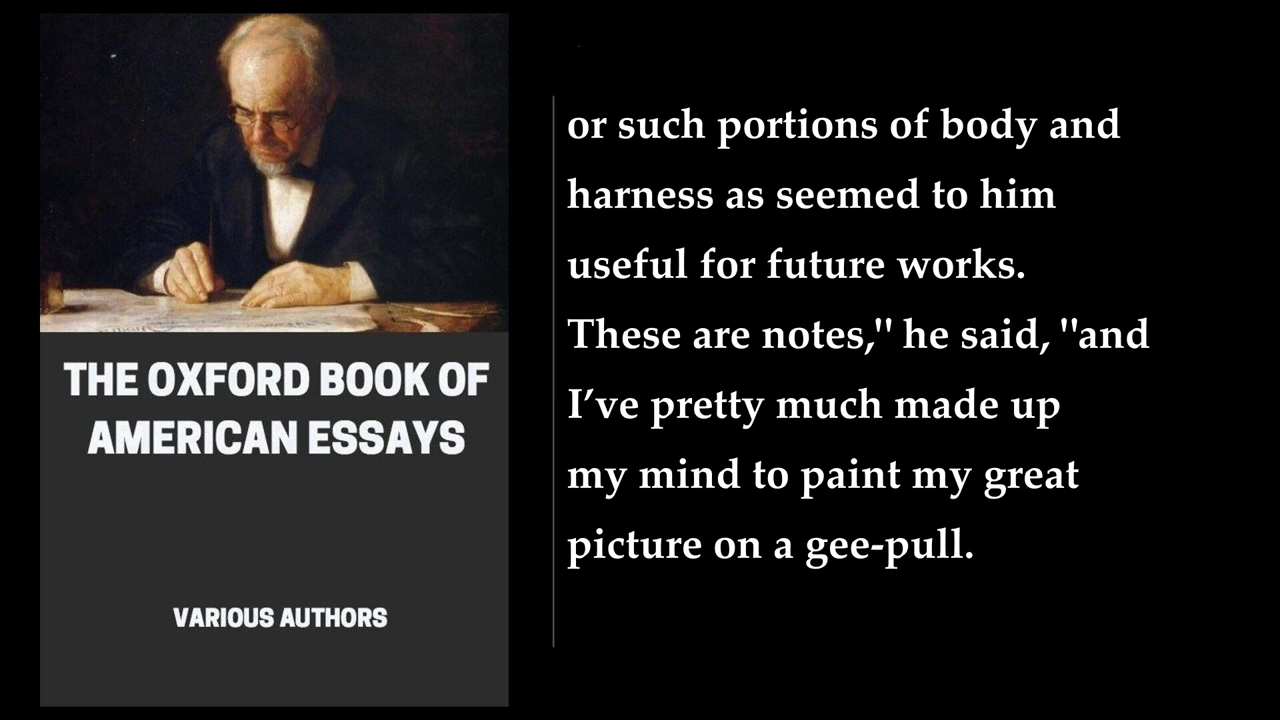 THE OXFORD BOOK OF
AMERICAN ESSAYS
VARIOUS AUTHORS
or such portions of body and
harness as seemed to him
useful for future works.
These are notes," he said, "and
I’ve pretty much made up
my mind to paint my great
picture on a gee-pull.